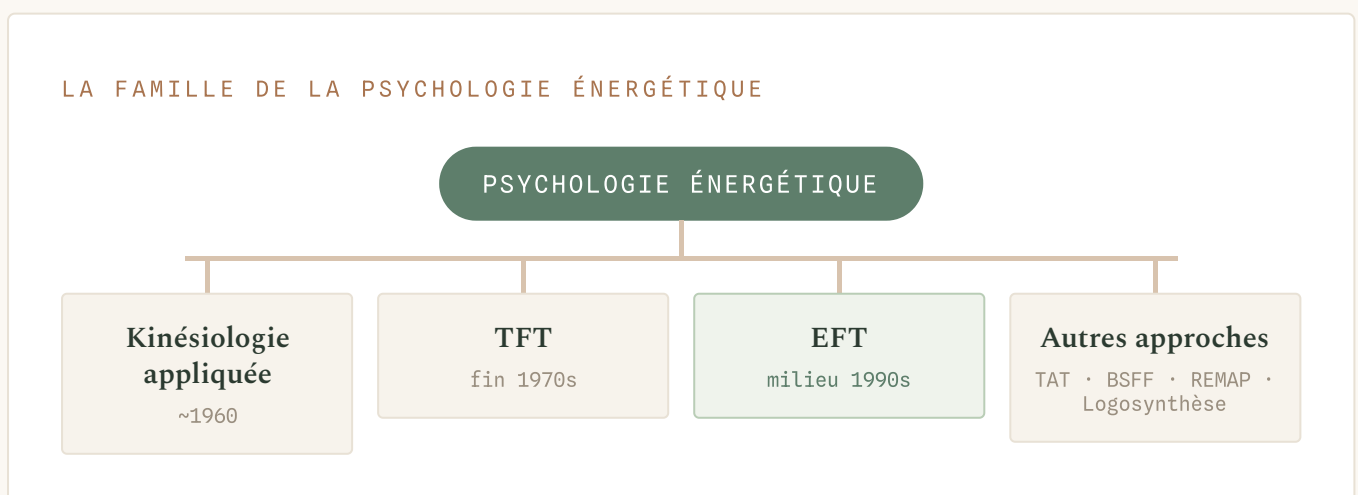 LA FAMILLE DE LA PSYCHOLOGIE ÉNERGÉTIQUE
PSYCHOLOGIE ÉNERGÉTIQUE
Kinésiologie
appliquée
~1960
TFT
fin 1970s
EFT
milieu 1990s
Autres approches
TAT · BSFF · REMAP ·
Logosynthèse